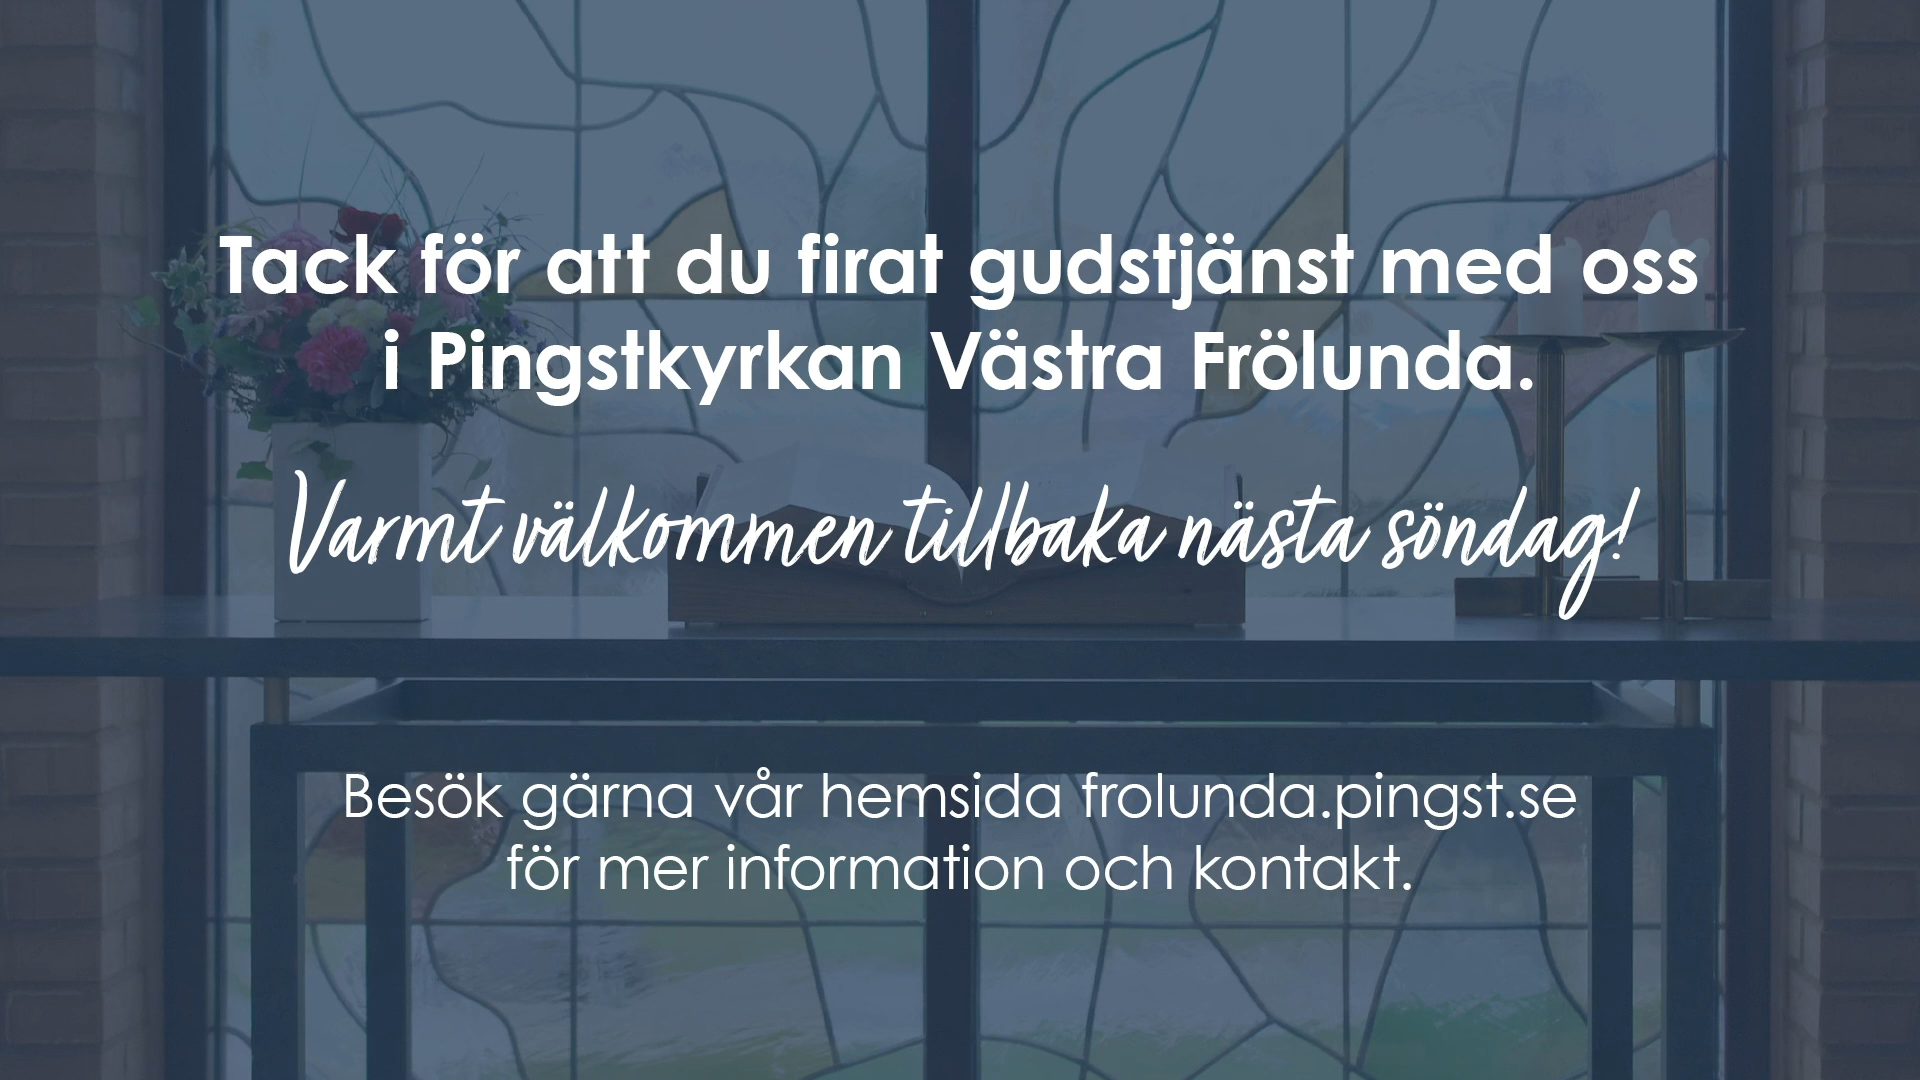 Tack för att du firat gudstjänst med oss
i Pingstkyrkan Västra Frölunda.
Varmt välkommen tillbaka nästa söndag!
Besök gärna vår hemsida frolunda.pingst.se
för mer information och kontakt.